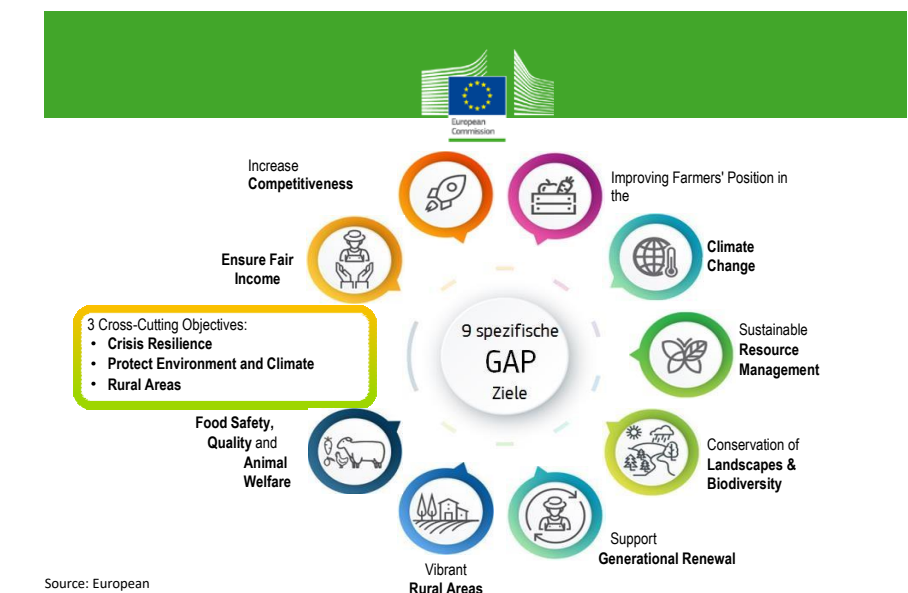 European
Commission
Increase
Competitiveness
Improving Farmers' Position in
the
Ensure Fair
Income
Climate
Change
3 Cross-Cutting Objectives:
• Crisis Resilience
• Protect Environment and Climate
• Rural Areas
9 spezifische
GAP
Ziele
Sustainable
Resource
Management
Food Safety,
Quality and
Animal
Welfare
Conservation of
Landscapes &
Biodiversity
Support
Generational Renewal
Vibrant
Rural Areas
Source: European